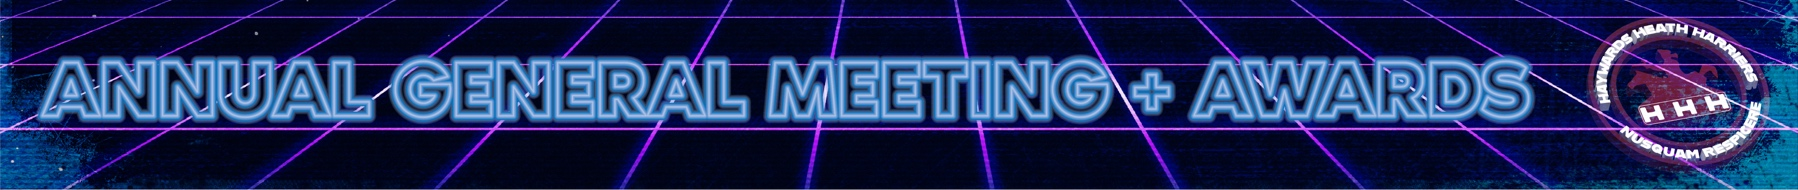 ANNUAL GENERAL MEETING + AWARDS
HAYWARDS HEATH HARRIERS
HHH
NUSQUAM RESPICERE